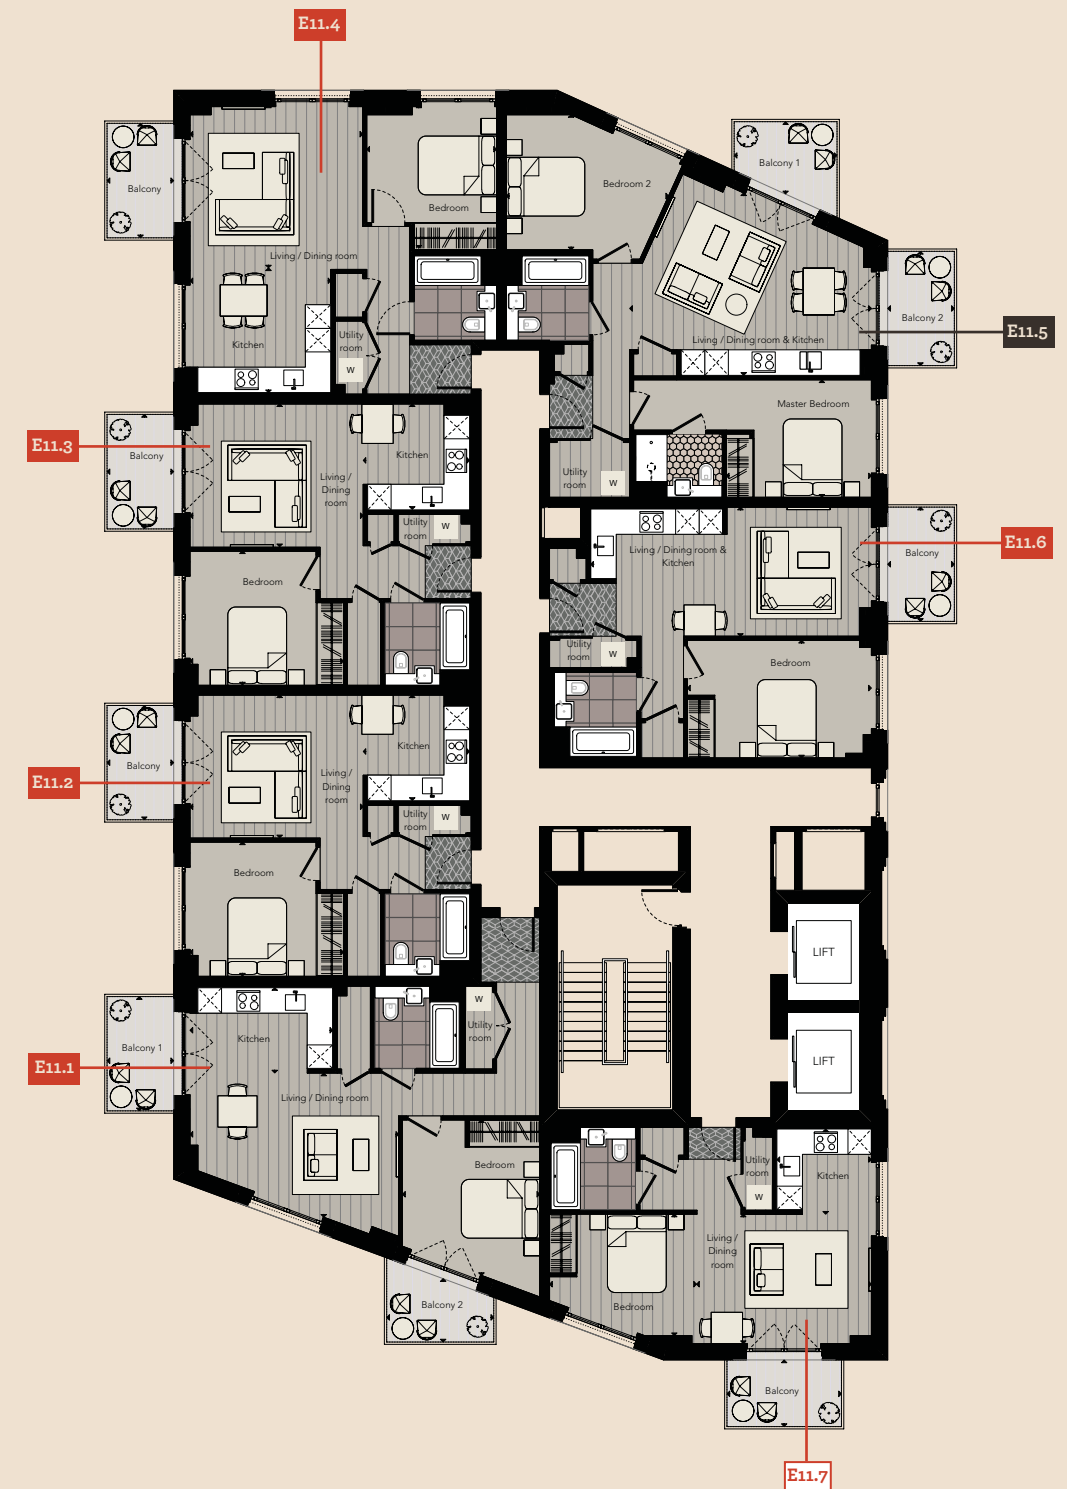 E11.4
Balcony 1
Balcony
Bedroom 2
Bedroom
Living / Dining room
Balcony 2
E11.5
Utility
room
W
Kitchen
Living / Dining room & Kitchen
Master Bedroom
E11.3
Balcony
Kitchen
Living /
Dining
room
Utility
room
W
Utility
room
W
E11.6
Balcony
Living / Dining room &
Kitchen
Bedroom
Utility
room
W
Bedroom
E11.2
Balcony
Kitchen
Living /
Dining
room
Utility
room
W
Bedroom
LIFT
W
Utility
room
Kitchen
E11.1
Balcony 1
LIFT
Living / Dining room
Bedroom
Utility
room
W
Kitchen
Living /
Dining
room
Balcony 2
Bedroom
Balcony
E11.7